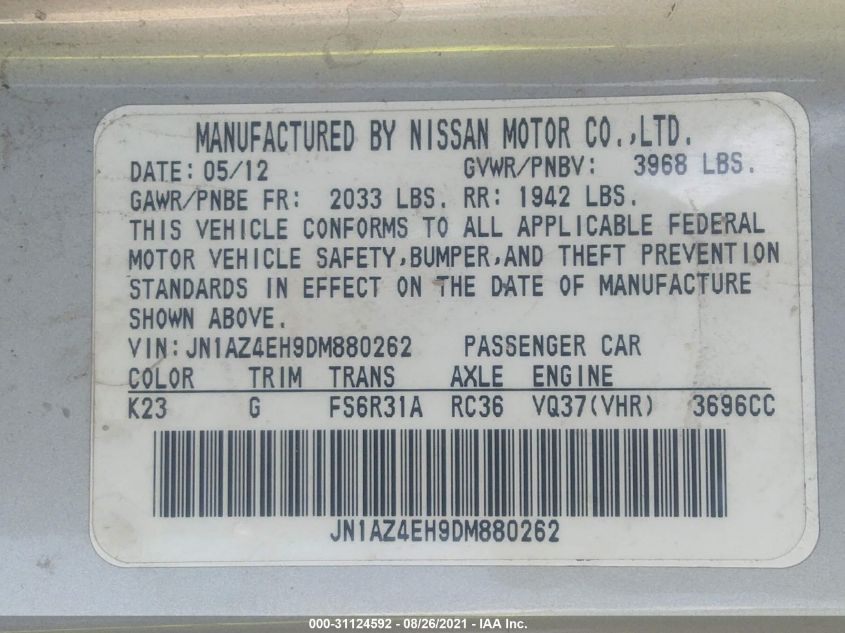 MANUFACTURED BY NISSAN MOTOR CO.,LTD.
DATE: 05/12 GVWR/PNBV: 3968 LBS.
GAWR/PNBE FR: 2033 LBS. RR: 1942 LBS.
THIS VEHICLE CONFORMS TO ALL APPLICABLE FEDERAL
MOTOR VEHICLE SAFETY,BUMPER,AND THEFT PREVENTION
STANDARDS IN EFFECT ON THE DATE OF MANUFACTURE
SHOWN ABOVE.
VIN: JN1AZ4EH9DM880262 PASSENGER CAR
COLOR TRIM TRANS AXLE ENGINE
K23 G FS6R31A RC36 VQ37(VHR) 3696CC
JN1AZ4EH9DM880262
000-31124592 - 08/26/2021 - IAA Inc.